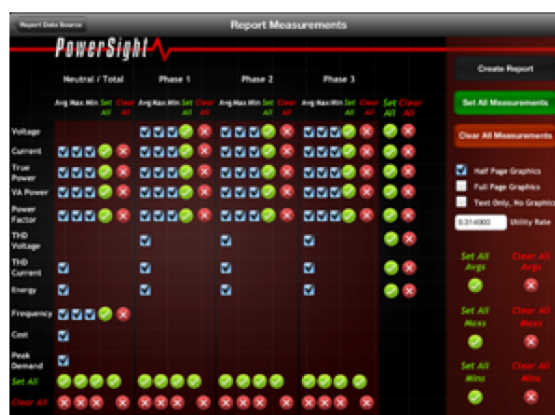 Report Data Source
Report Measurements
PowerSight
Neutral / Total
Phase 1
Phase 2
Phase 3
Avg Max Min Set All Clear All
Avg Max Min Set All Clear All
Avg Max Min Set All Clear All
Avg Max Min Set All Clear All
Set All
Clear All
Voltage
Current
True Power
VA Power
Power Factor
THD Voltage
THD Current
Energy
Frequency
Cost
Peak Demand
Set All
Clear All
Create Report
Set All Measurements
Clear All Measurements
Half Page Graphics
Full Page Graphics
Text Only, No Graphics
Utility Rate
Set All Avgs
Clear All Avgs
Set All Maxs
Clear All Maxs
Set All Mins
Clear All Mins